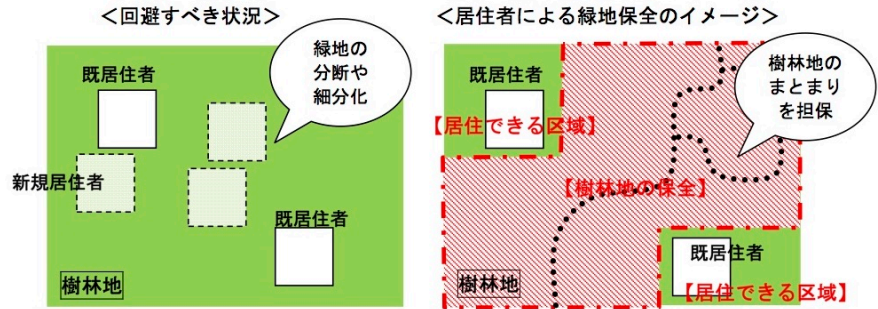 ＜回避すべき状況＞
緑地の
分断や
細分化
既居住者
新規居住者
既居住者
樹林地
＜居住者による緑地保全のイメージ＞
既居住者
樹林地の
まとまり
を担保
【居住できる区域】
【樹林地の保全】
既居住者
樹林地
【居住できる区域】